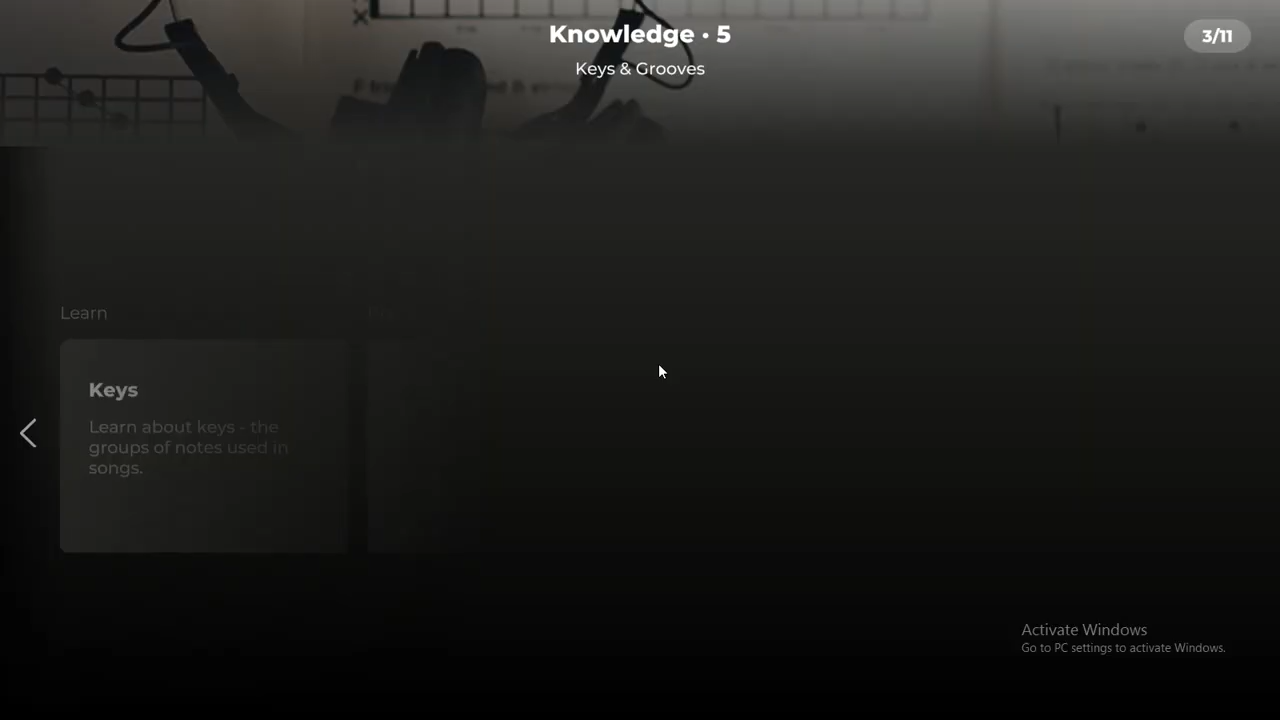 Knowledge · 5
3/11
Keys & Grooves
Learn
Keys
Learn about keys - the
groups of notes used in
songs.
Activate Windows
Go to PC settings to activate Windows.